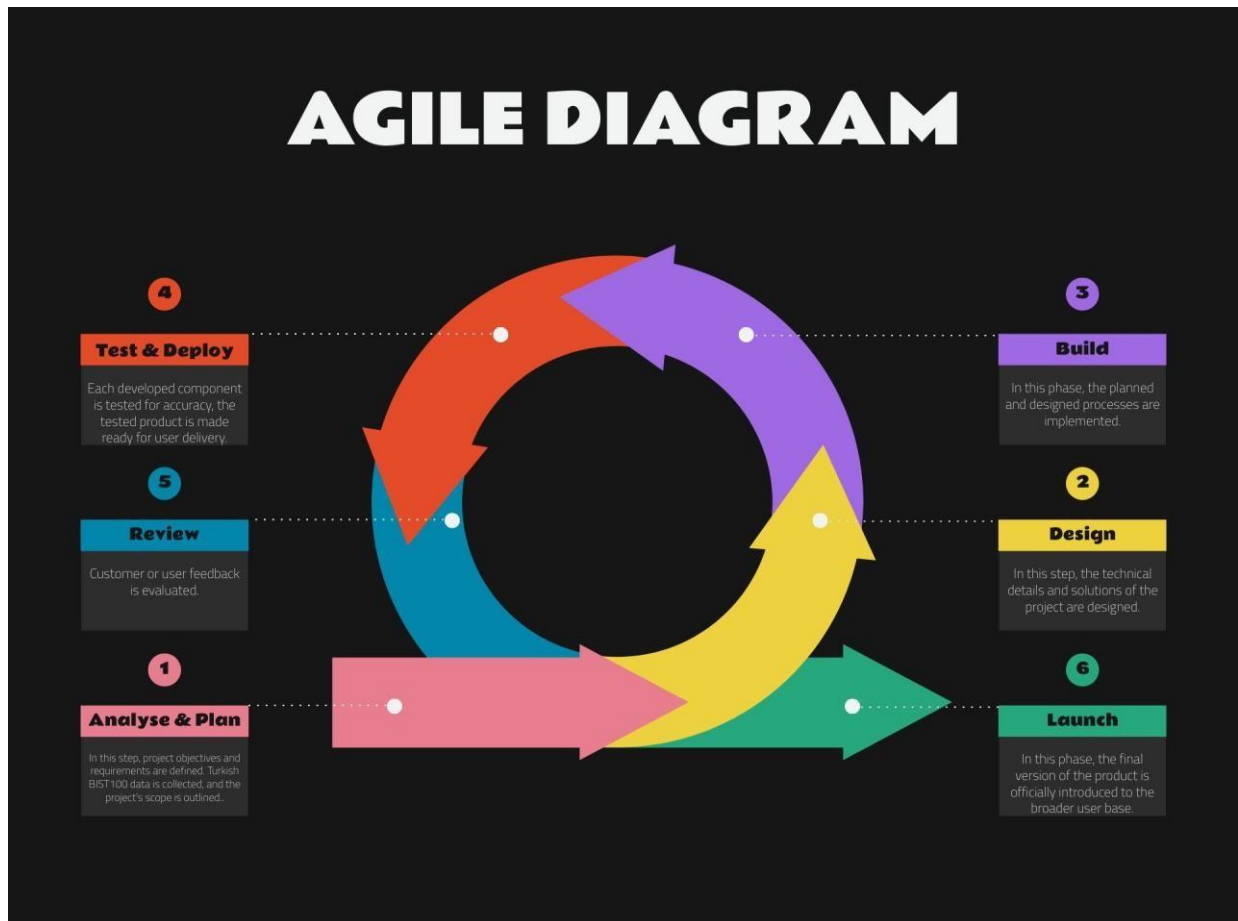 AGILE DIAGRAM
4
Test & Deploy
Each developed component
is tested for accuracy, the
tested product is made
ready for user delivery.
5
Review
Customer or user feedback
is evaluated.
1
Analyse & Plan
In this step, project objectives and
requirements are defined. Turkish
BIST100 data is collected, and the
project's scope is outlined..
3
Build
In this phase, the planned
and designed processes are
implemented.
2
Design
In this step, the technical
details and solutions of the
project are designed.
6
Launch
In this phase, the final
version of the product is
officially introduced to the
broader user base.